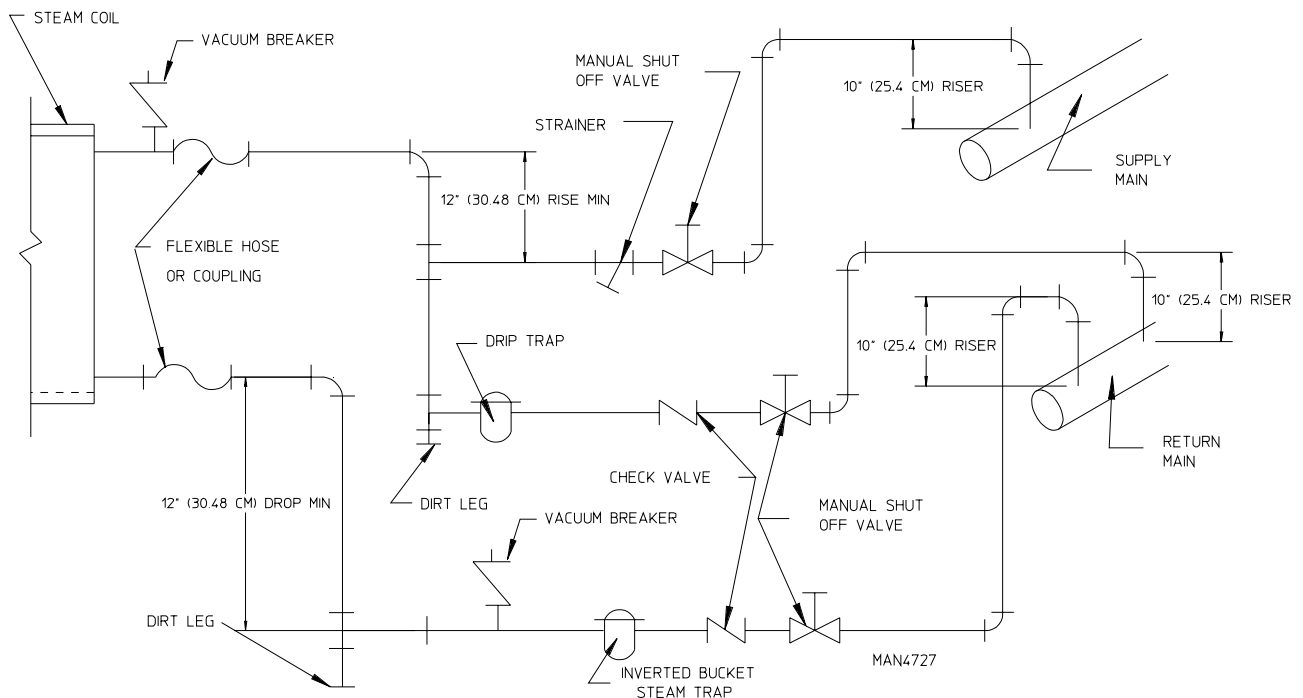 STEAM COIL
VACUUM BREAKER
MANUAL SHUT
OFF VALVE
10" (25.4 CM) RISER
STRAINER
SUPPLY
MAIN
12" (30.48 CM) RISE MIN
FLEXIBLE HOSE
OR COUPLING
10" (25.4 CM) RISER
10" (25.4 CM) RISER
DRIP TRAP
RETURN
MAIN
CHECK VALVE
12" (30.48 CM) DROP MIN
DIRT LEG
MANUAL SHUT
OFF VALVE
VACUUM BREAKER
DIRT LEG
MAN4727
INVERTED BUCKET
STEAM TRAP